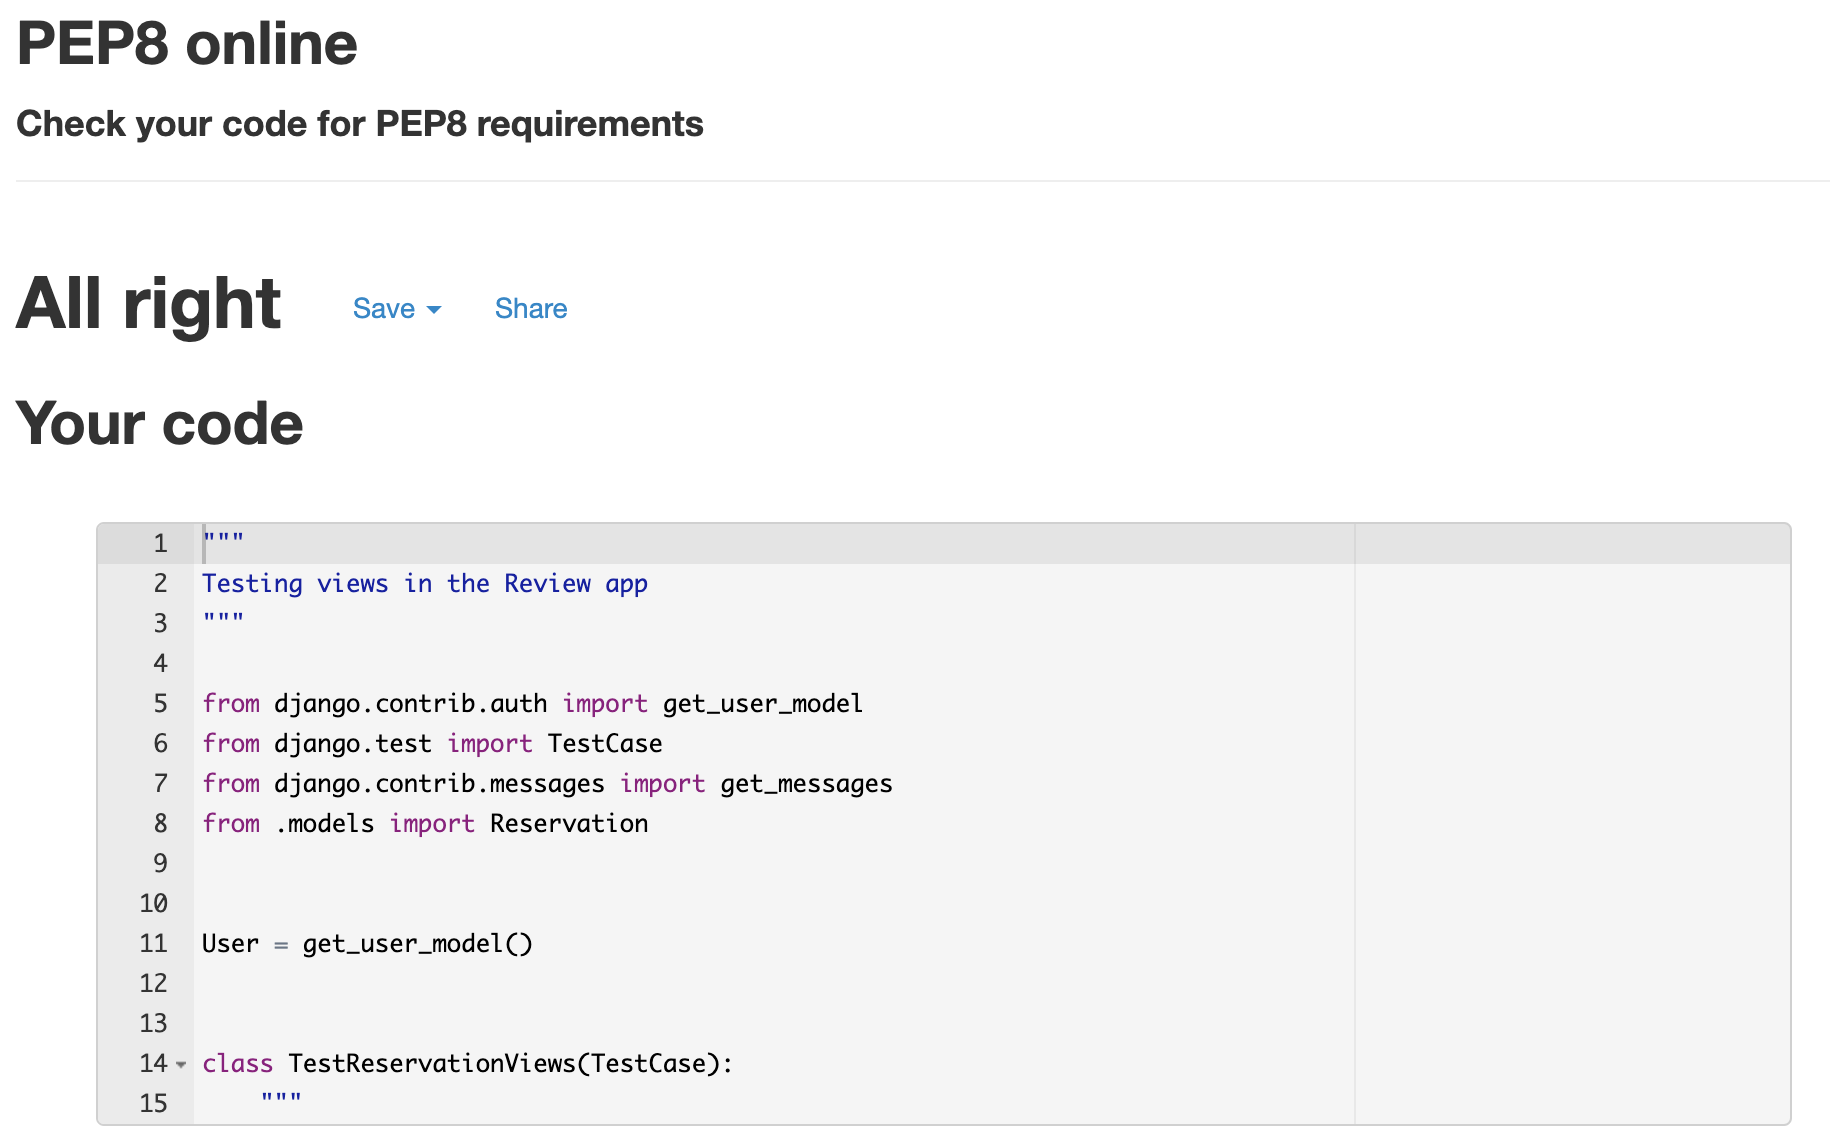 PEP8 online
Check your code for PEP8 requirements
All right Save Share
Your code
1 """
2 Testing views in the Review app
3 """
4
5 from django.contrib.auth import get_user_model
6 from django.test import TestCase
7 from django.contrib.messages import get_messages
8 from .models import Reservation
9
10
11 User = get_user_model()
12
13
14 class TestReservationViews(TestCase):
15     """